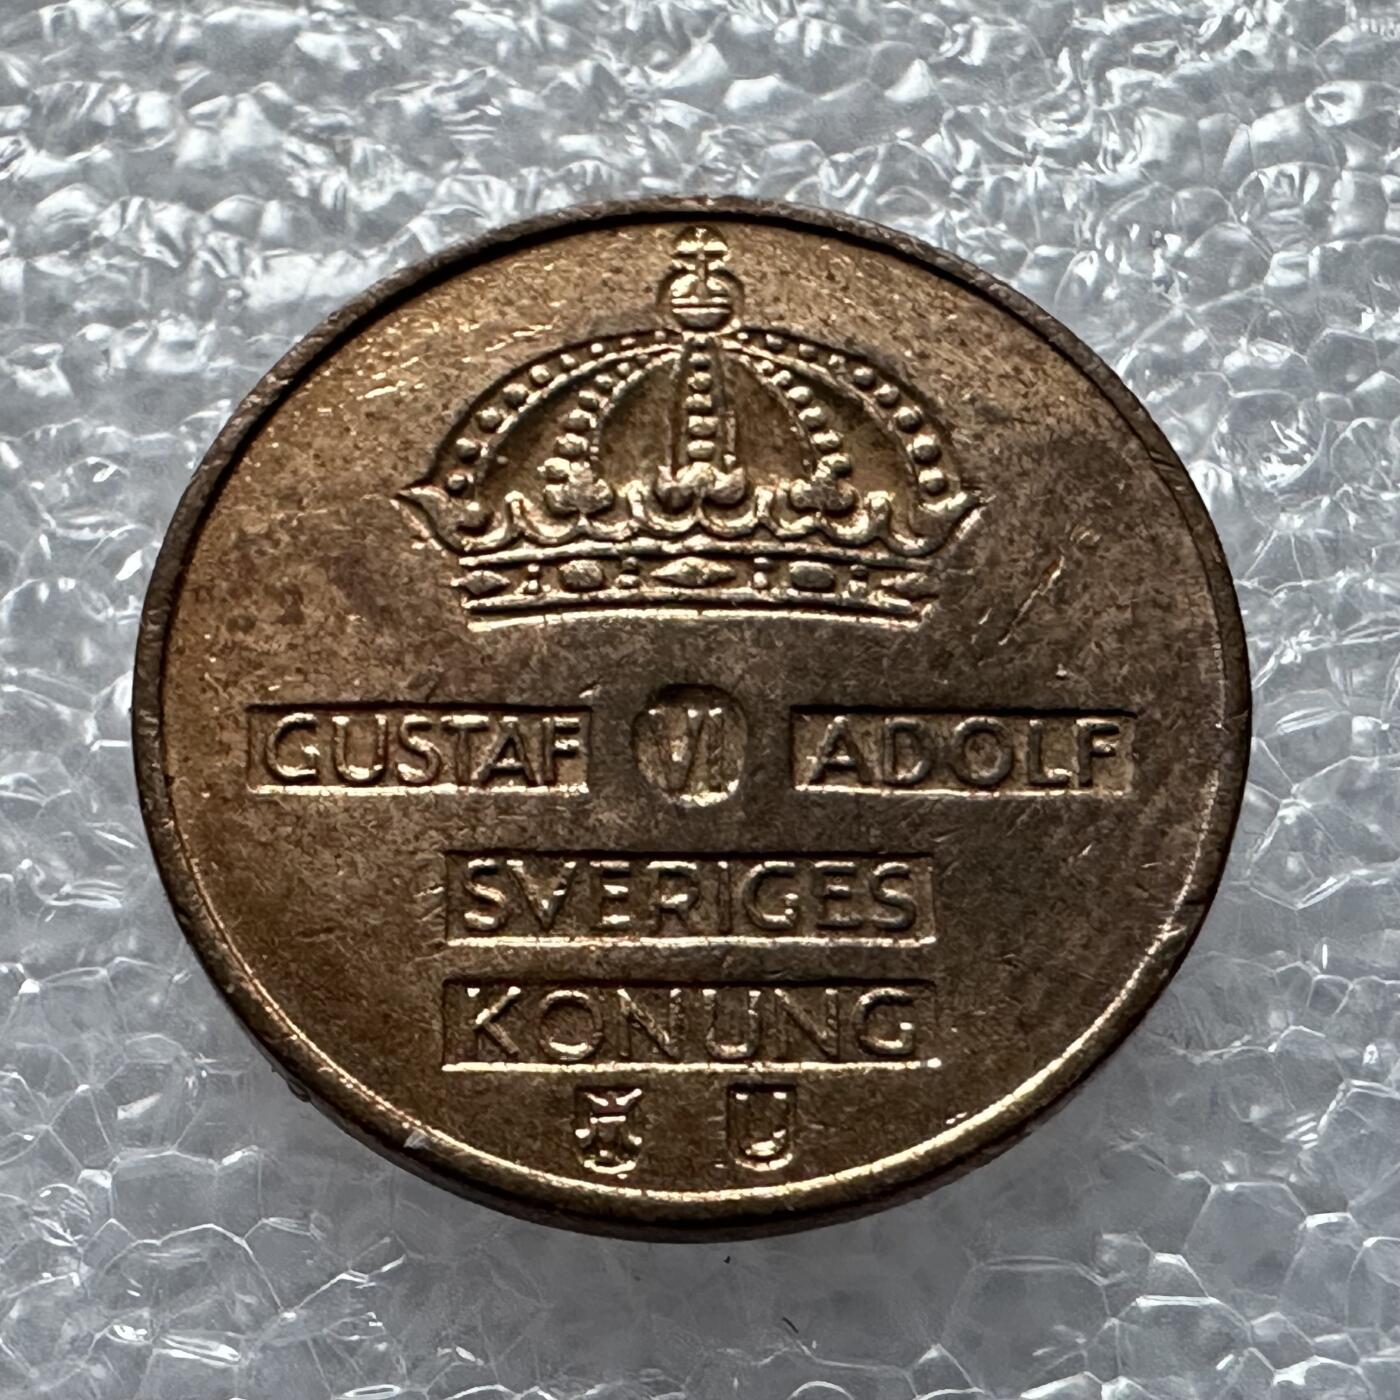 GUSTAF VI ADOLF
SVERIGES
KONUNG
U